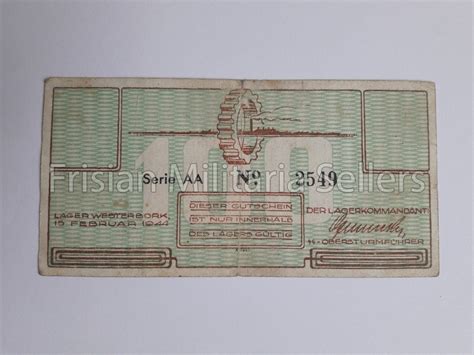 100
Serie AA No 2549
Frisian Militaria Sellers
DIESER GUTSCHEIN
IST NUR INNERHALB
DES LAGERS GÜLTIG
LAGER WESTERBORK,
15 FEBRUAR 1944
DER LAGERKOMMANDANT
SS-OBERSTURMFÜHRER